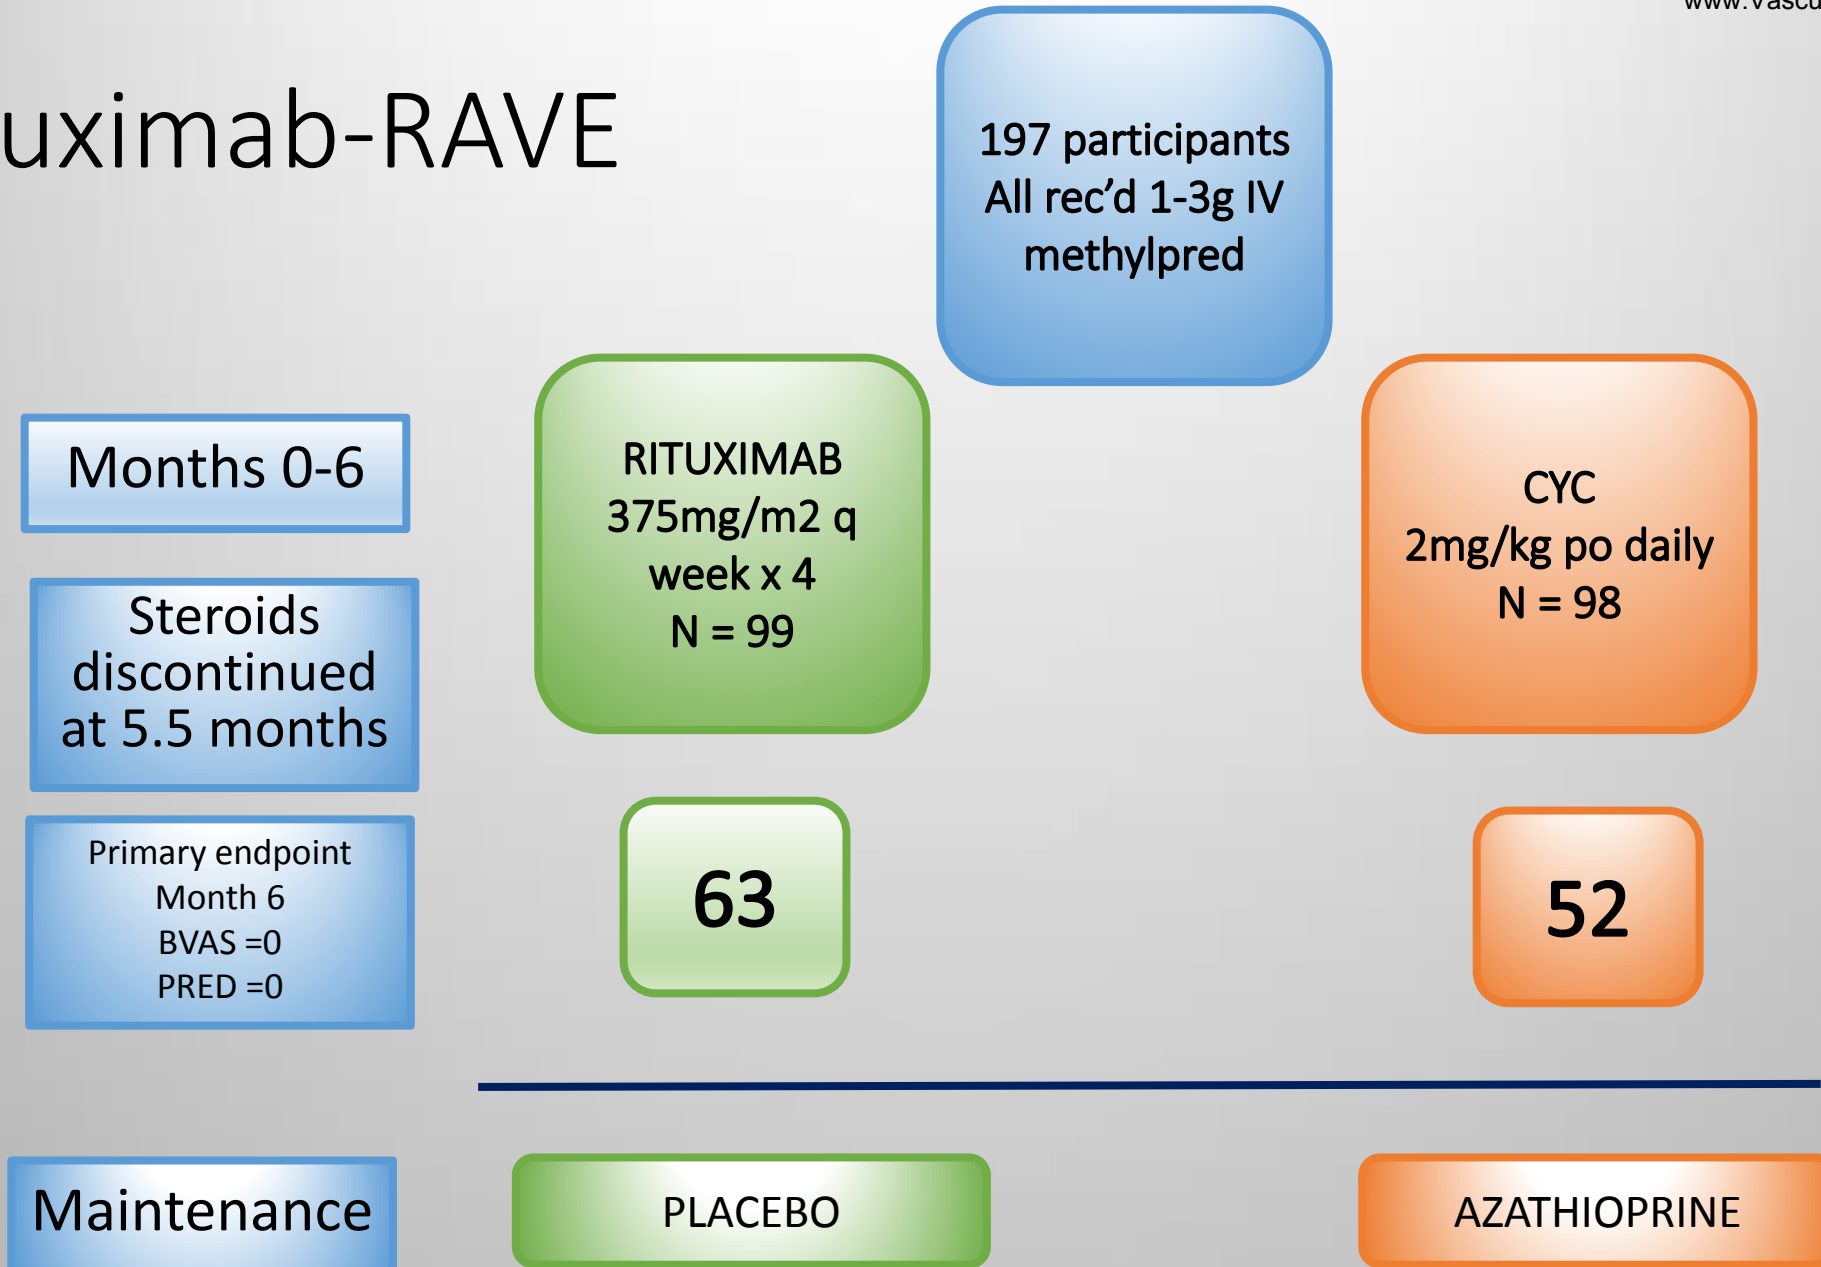 www.Vascu
uximab-RAVE
197 participants
All rec’d 1-3g IV
methylpred
Months 0-6
RITUXIMAB
375mg/m2 q
week x 4
N = 99
CYC
2mg/kg po daily
N = 98
Steroids
discontinued
at 5.5 months
Primary endpoint
Month 6
BVAS =0
PRED =0
63
52
Maintenance
PLACEBO
AZATHIOPRINE